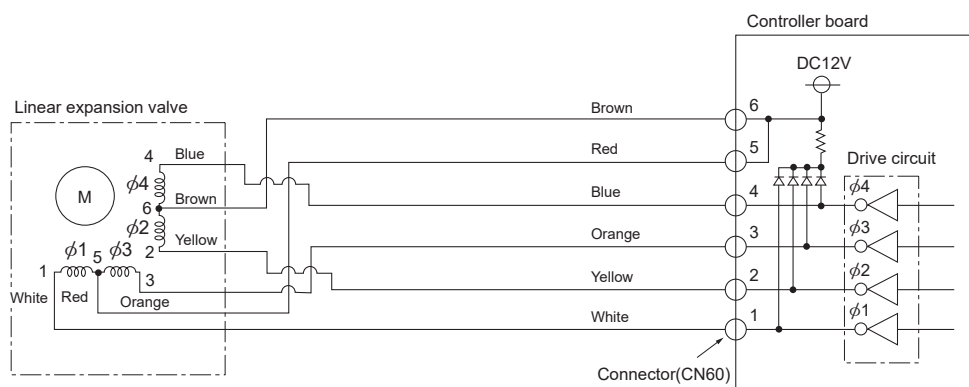 Controller board
DC12V
Linear expansion valve
Brown
6
Red
5
Drive circuit
4
Blue
ϕ4
M
Blue
4
ϕ4
6
Brown
ϕ2
Orange
3
ϕ3
2
Yellow
ϕ1
5
ϕ3
1
3
Yellow
2
ϕ2
White
Red
Orange
White
1
ϕ1
Connector(CN60)